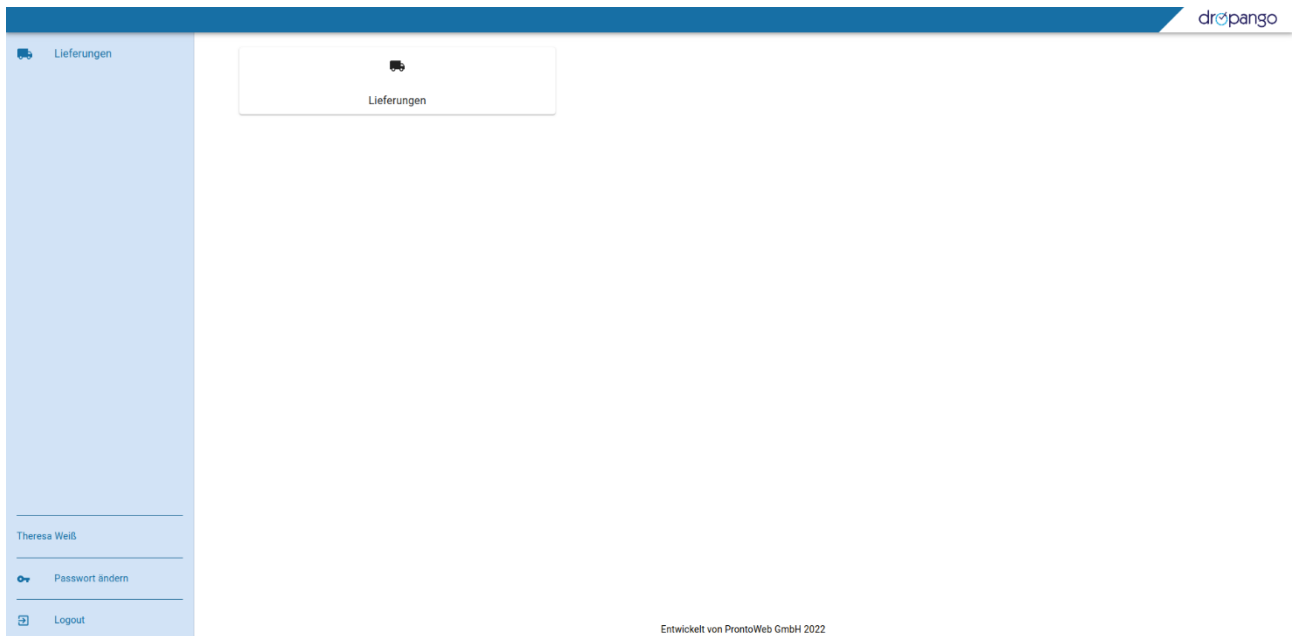 dropango
Lieferungen
Lieferungen
Theresa Weiß
Passwort ändern
Logout
Entwickelt von ProntoWeb GmbH 2022